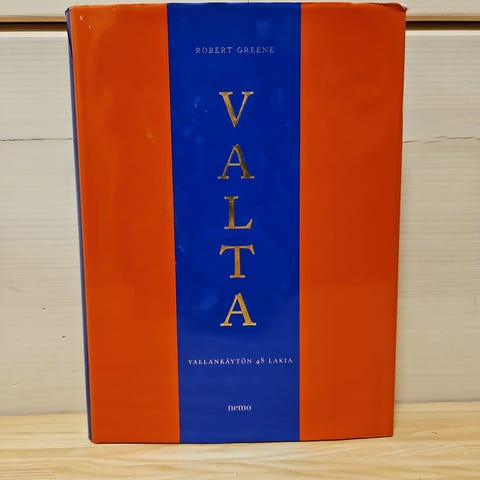 ROBERT GREENE
VALTA
VALLANKÄYTÖN 48 LAKIA
nemo